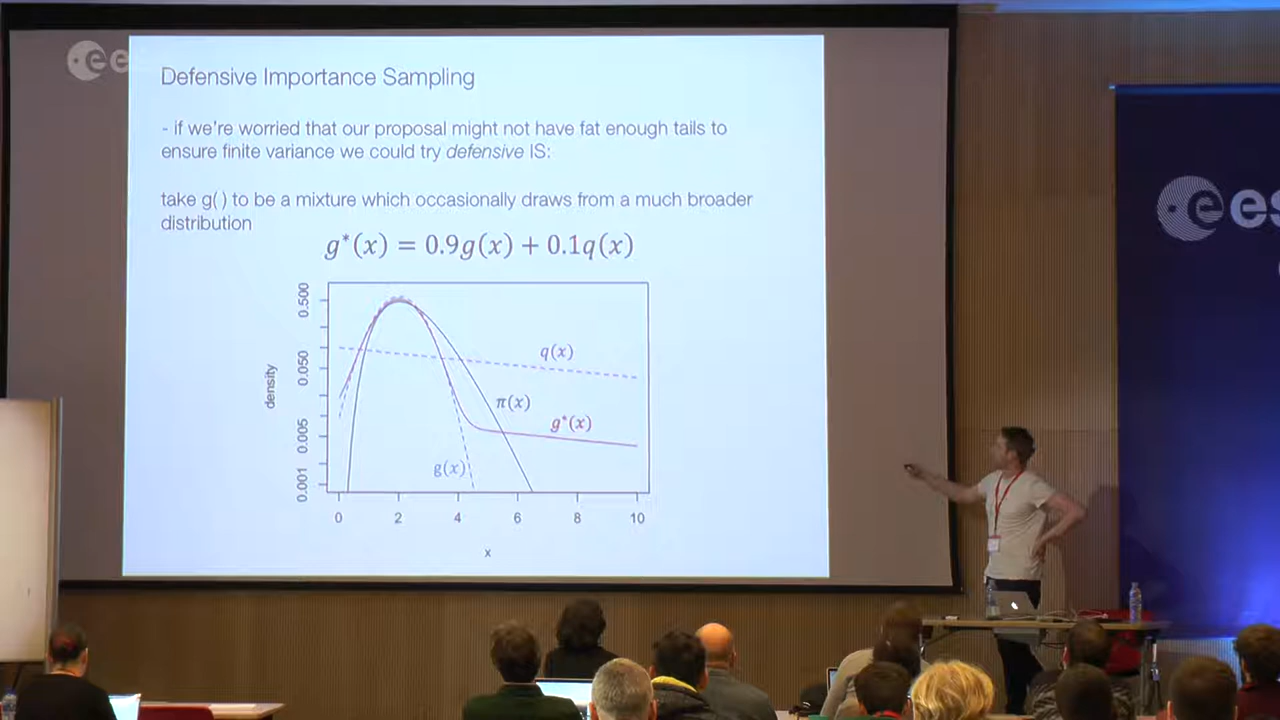 ee
Defensive Importance Sampling
- if we're worried that our proposal might not have fat enough tails to
ensure finite variance we could try defensive IS:
take g( ) to be a mixture which occasionally draws from a much broader
distribution
g*(x) = 0.9g(x) + 0.1q(x)
0.500
0.050
0.005
0.001
density
q(x)
π(x)
g*(x)
g(x)
0 2 4 6 8 10
x
es